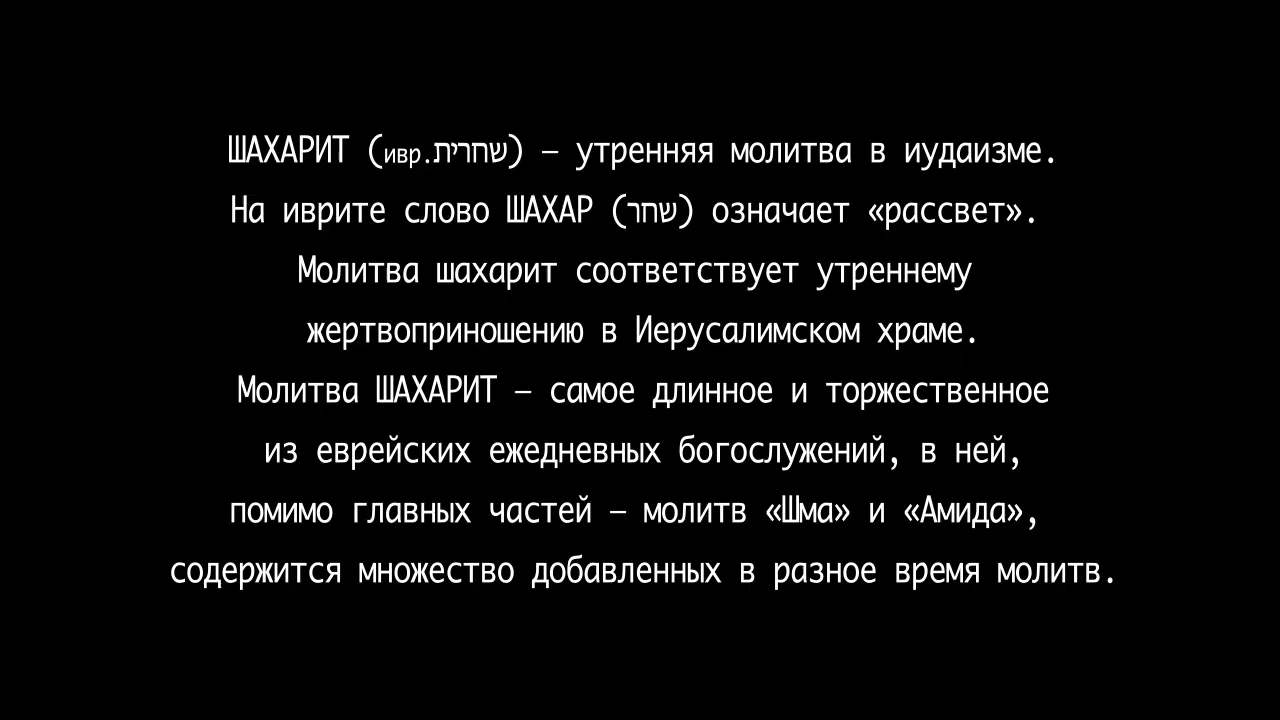 ШАХАРИТ (ивр.שחרית) – утренняя молитва в иудаизме.
На иврите слово ШАХАР (שחר) означает «рассвет».
Молитва шахарит соответствует утреннему
жертвоприношению в Иерусалимском храме.
Молитва ШАХАРИТ – самое длинное и торжественное
из еврейских ежедневных богослужений, в ней,
помимо главных частей – молитв «Шма» и «Амида»,
содержится множество добавленных в разное время молитв.